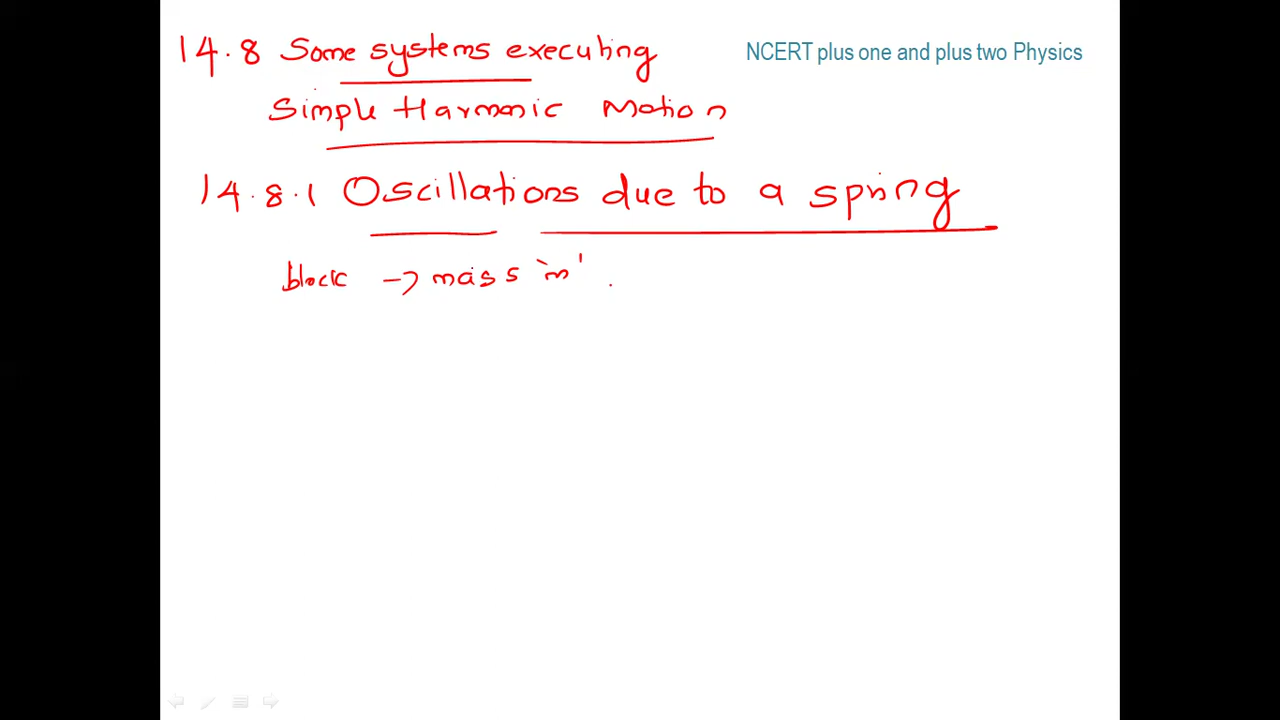 14.8 Some systems executing
NCERT plus one and plus two Physics
Simple Harmonic Motion
14.8.1 Oscillations due to a spring
block → mass `m' .